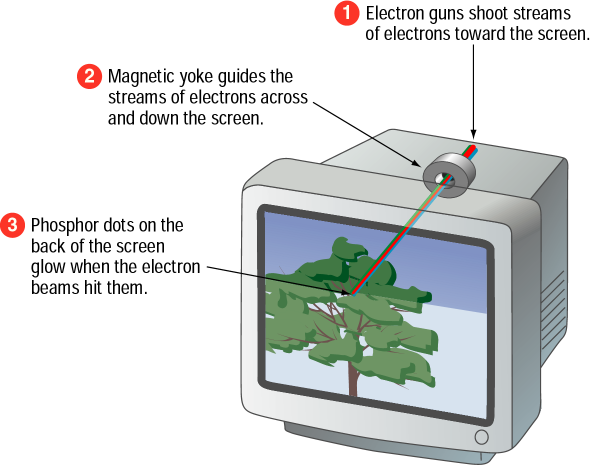 1 Electron guns shoot streams
of electrons toward the screen.
2 Magnetic yoke guides the
streams of electrons across
and down the screen.
3 Phosphor dots on the
back of the screen
glow when the electron
beams hit them.